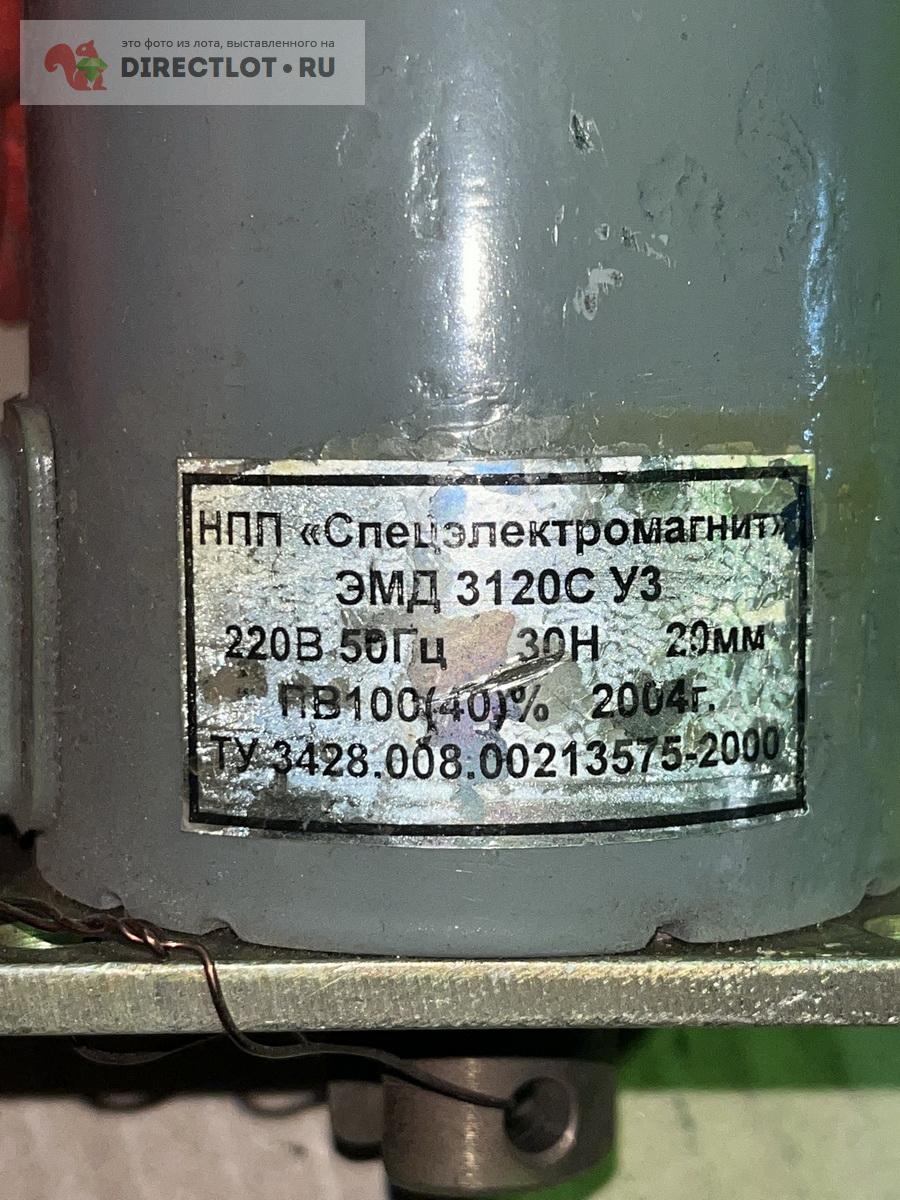 это фото из лота, выставленного на
DIRECTLOT•RU
НПП «Спецэлектромагнит»
ЭМД 3120С У3
220В 50Гц 30Н 20мм
ПВ100(40)% 2004г.
ТУ 3428.008.00213575-2000